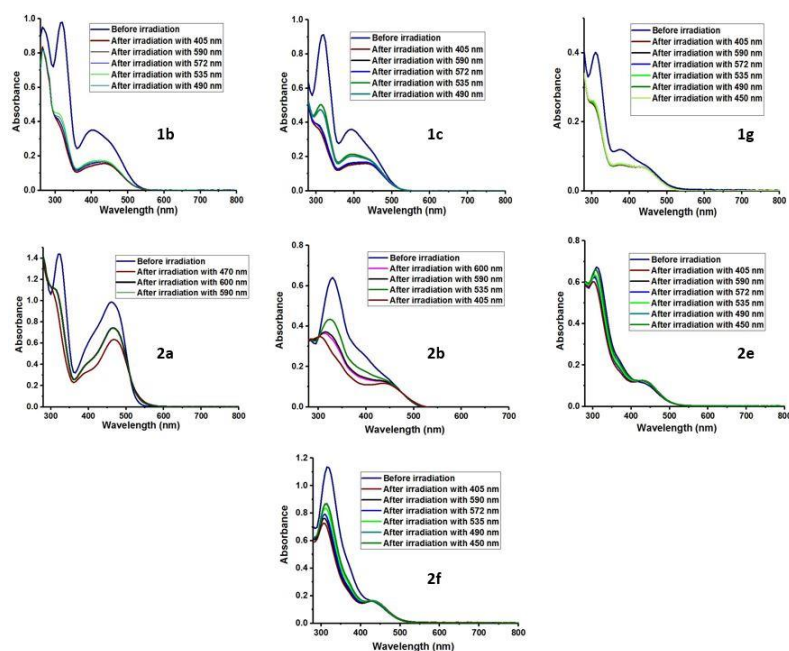 Absorbance
1.0
0.8
0.6
0.4
0.2
0.0
Before irradiation
After irradiation with 405 nm
After irradiation with 590 nm
After irradiation with 572 nm
After irradiation with 535 nm
After irradiation with 490 nm
1b
300 400 500 600 700 800
Wavelength (nm)
Absorbance
1.0
0.8
0.6
0.4
0.2
0.0
Before irradiation
After irradiation with 405 nm
After irradiation with 590 nm
After irradiation with 572 nm
After irradiation with 535 nm
After irradiation with 490 nm
1c
300 400 500 600 700 800
Wavelength (nm)
Absorbance
0.4
0.2
0.0
Before irradiation
After irradiation with 405 nm
After irradiation with 590 nm
After irradiation with 572 nm
After irradiation with 535 nm
After irradiation with 490 nm
After irradiation with 450 nm
1g
300 400 500 600 700 800
Wavelength (nm)
Absorbance
1.4
1.2
1.0
0.8
0.6
0.4
0.2
0.0
Before irradiation
After irradiation with 470 nm
After irradiation with 600 nm
After irradiation with 590 nm
2a
300 400 500 600 700 800
Wavelength (nm)
Absorbance
0.8
0.6
0.4
0.2
0.0
Before irradiation
After irradiation with 600 nm
After irradiation with 590 nm
After irradiation with 535 nm
After irradiation with 405 nm
2b
300 400 500 600 700
Wavelength (nm)
Absorbance
0.8
0.6
0.4
0.2
0.0
Before irradiation
After irradiation with 405 nm
After irradiation with 590 nm
After irradiation with 572 nm
After irradiation with 535 nm
After irradiation with 490 nm
After irradiation with 450 nm
2e
300 400 500 600 700 800
Wavelength (nm)
Absorbance
1.2
1.0
0.8
0.6
0.4
0.2
0.0
Before irradiation
After irradiation with 405 nm
After irradiation with 590 nm
After irradiation with 572 nm
After irradiation with 535 nm
After irradiation with 490 nm
After irradiation with 450 nm
2f
300 400 500 600 700 800
Wavelength (nm)